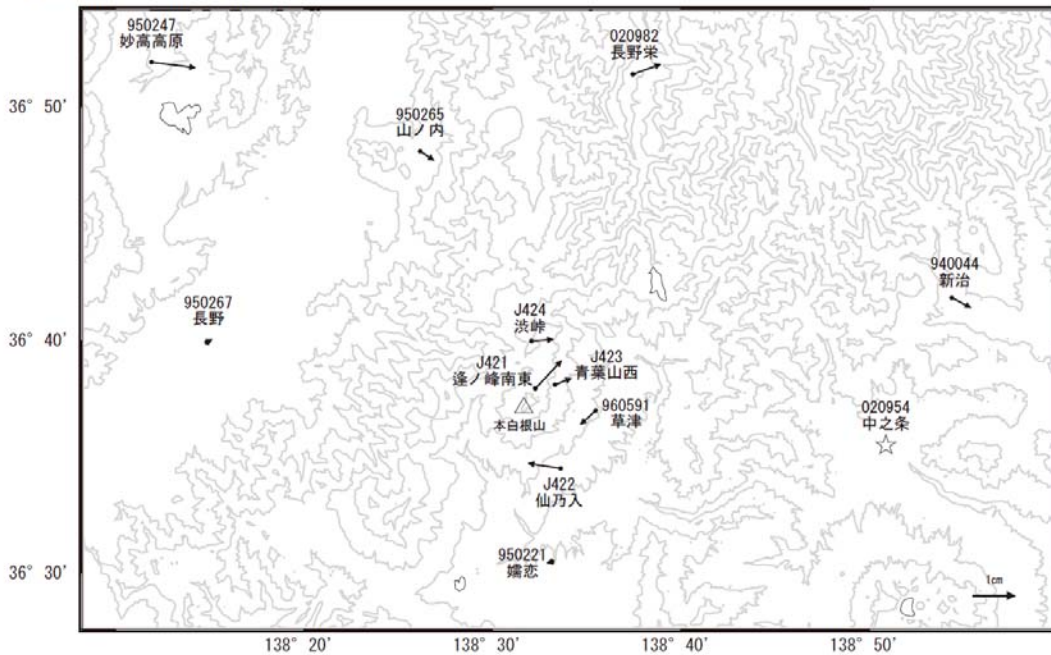 950247
妙高高原
020982
長野栄
36° 50'
950265
山ノ内
940044
新治
950267
長野
J424
渋峠
36° 40'
J421
逢ノ峰南東
J423
青葉山西
960591
草津
本白根山
020954
中之条
J422
仙乃入
950221
嬬恋
36° 30'
1cm
138° 20'
138° 30'
138° 40'
138° 50'